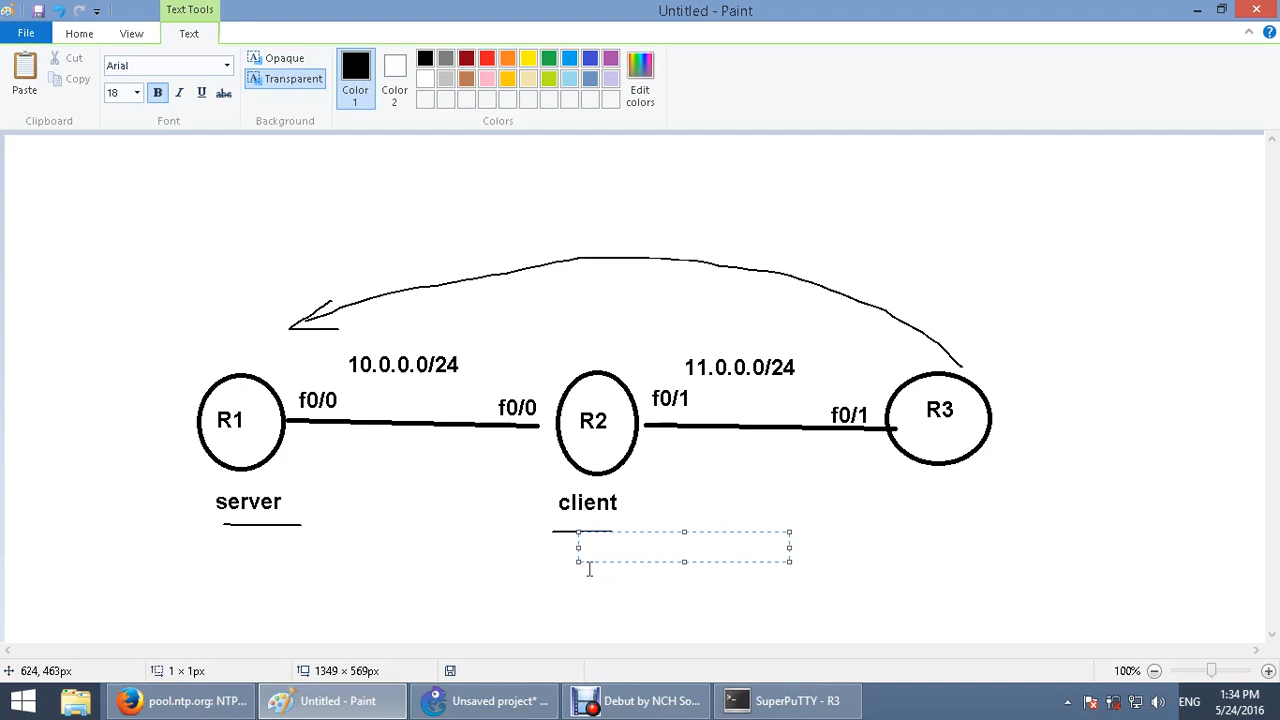 Text Tools
Untitled - Paint
File
Home
View
Text
Paste
Cut
Copy
Clipboard
Arial
18
B
I
U
abc
Font
A
Opaque
A
Transparent
Background
Color
1
Color
2
Edit
colors
Colors
10.0.0.0/24
11.0.0.0/24
R1
f0/0
f0/0
R2
f0/1
f0/1
R3
server
client
624, 463px
1 × 1px
1349 × 569px
100%
pool.ntp.org: NTP...
Untitled - Paint
Unsaved project* ...
Debut by NCH So...
SuperPuTTY - R3
ENG
1:34 PM
5/24/2016